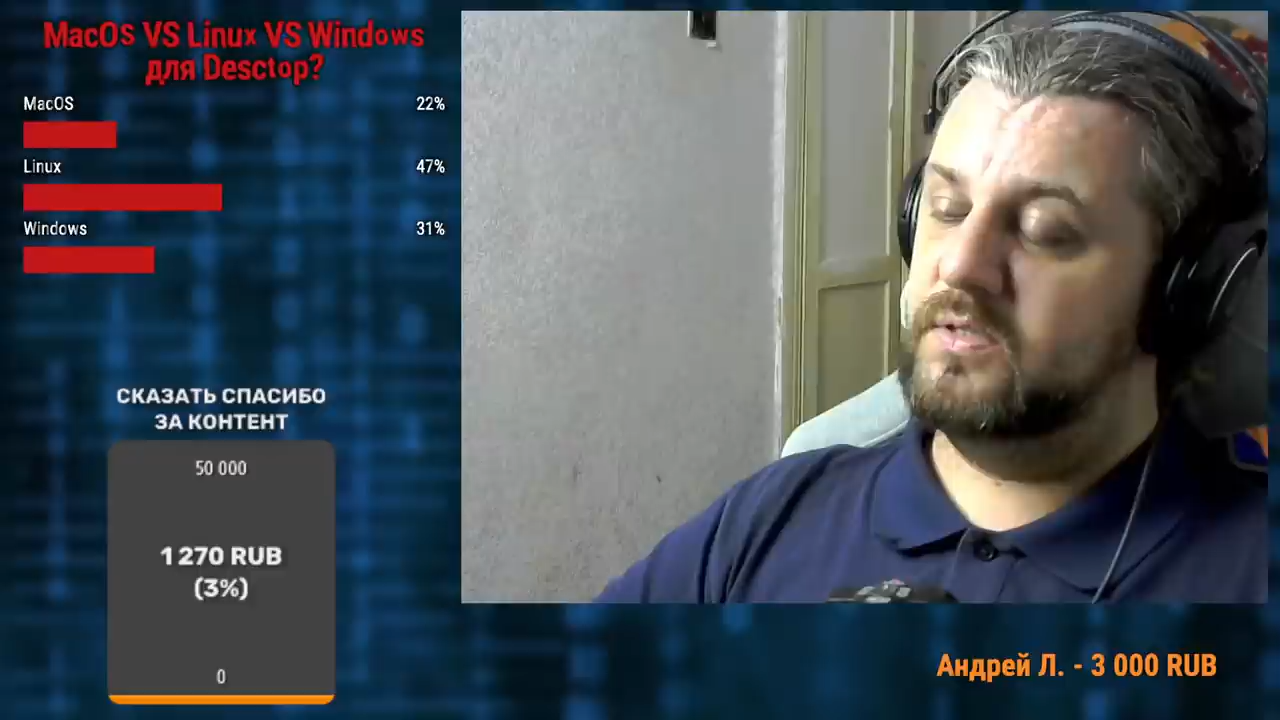 MacOS VS Linux VS Windows
для Desctop?
MacOS 22%
Linux 47%
Windows 31%
СКАЗАТЬ СПАСИБО
ЗА КОНТЕНТ
50 000
1 270 RUB
(3%)
0
Андрей Л. - 3 000 RUB